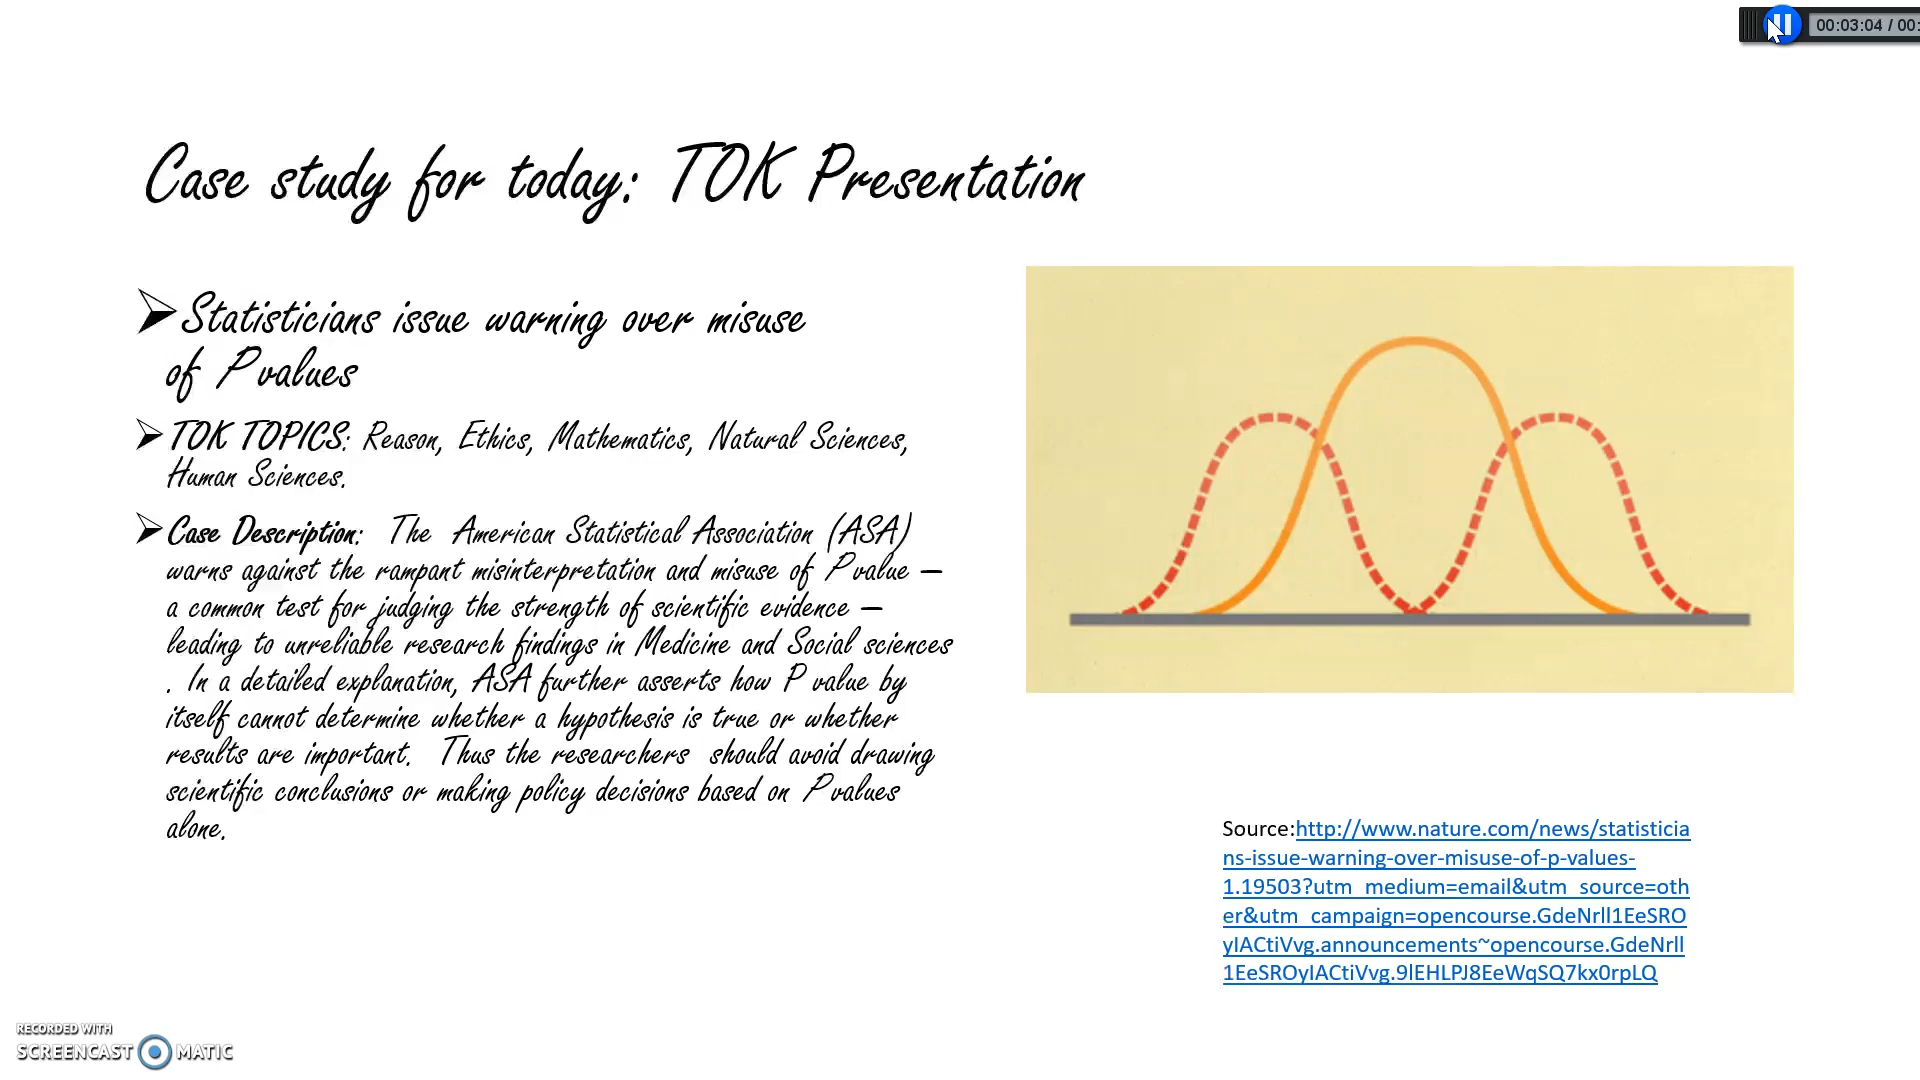 00:03:04 / 00:
Case study for today: TOK Presentation
Statisticians issue warning over misuse
of P values
TOK TOPICS: Reason, Ethics, Mathematics, Natural Sciences,
Human Sciences.
Case Description: The American Statistical Association (ASA)
warns against the rampant misinterpretation and misuse of P value —
a common test for judging the strength of scientific evidence —
leading to unreliable research findings in Medicine and Social sciences
. In a detailed explanation, ASA further asserts how P value by
itself cannot determine whether a hypothesis is true or whether
results are important. Thus the researchers should avoid drawing
scientific conclusions or making policy decisions based on P values
alone.
Source:http://www.nature.com/news/statisticia
ns-issue-warning-over-misuse-of-p-values-
1.19503?utm_medium=email&utm_source=oth
er&utm_campaign=opencourse.GdeNrll1EeSRO
yIACtiVvg.announcements~opencourse.GdeNrll
1EeSROyIACtiVvg.9lEHLPJ8EeWqSQ7kx0rpLQ
RECORDED WITH
SCREENCAST MATIC